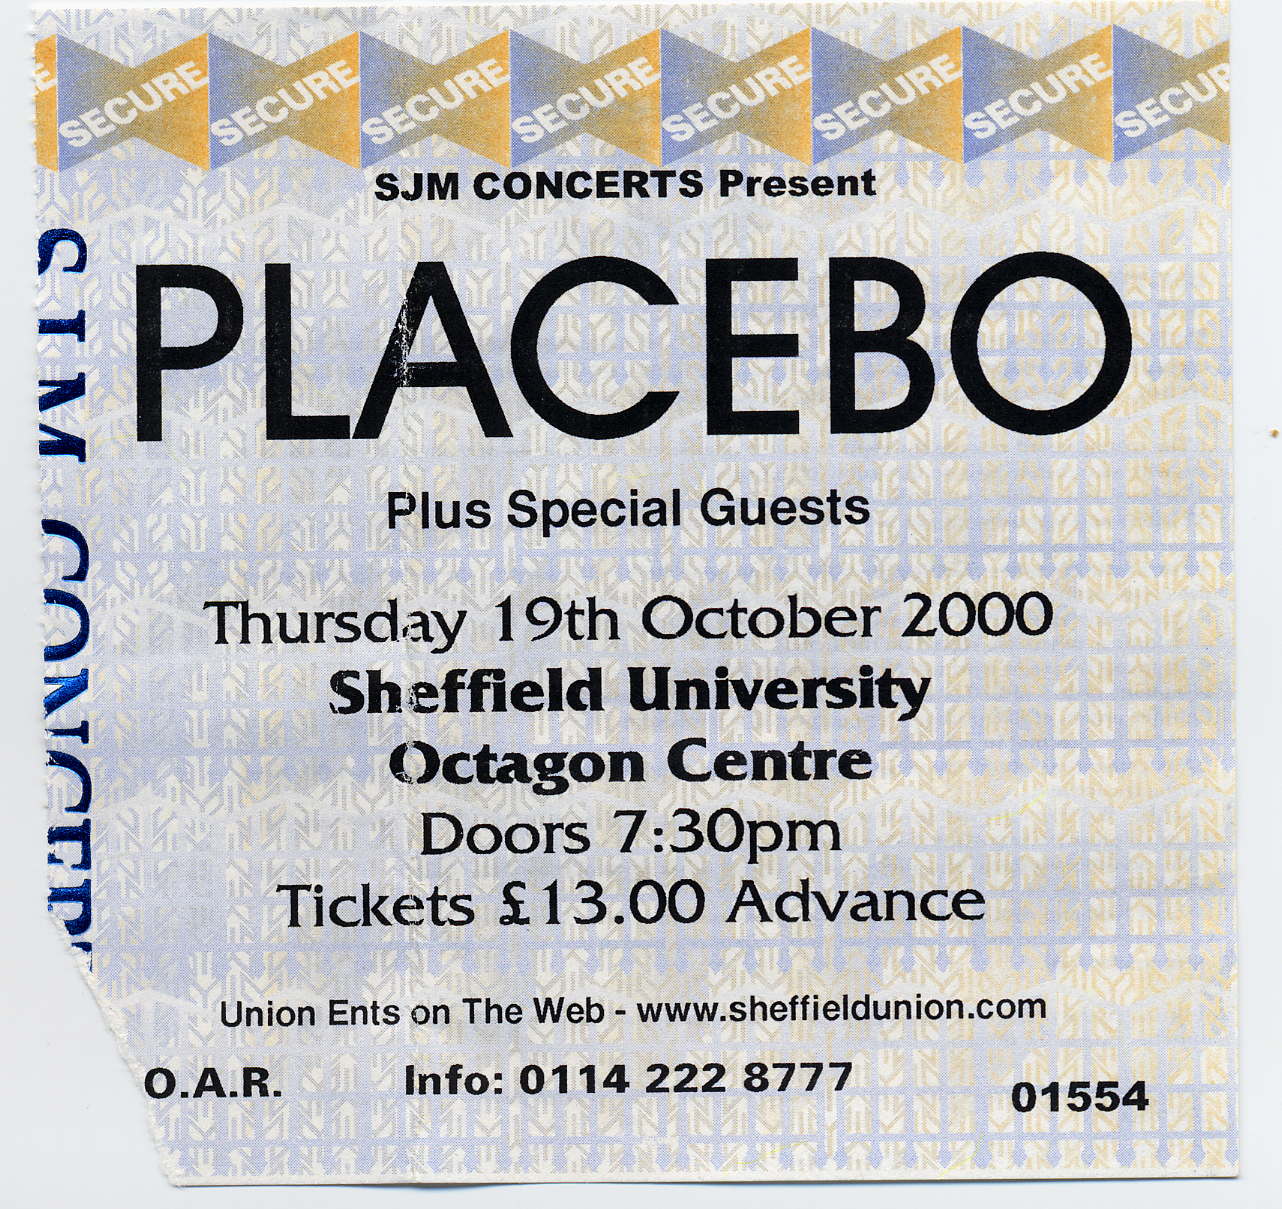 SECURE SECURE SECURE SECURE SECURE SECURE SECURE
SJM CONCERTS Present
PLACEBO
Plus Special Guests
Thursday 19th October 2000
Sheffield University
Octagon Centre
Doors 7:30pm
Tickets £13.00 Advance
Union Ents on The Web - www.sheffieldunion.com
O.A.R. Info: 0114 222 8777 01554
SJM CONCER